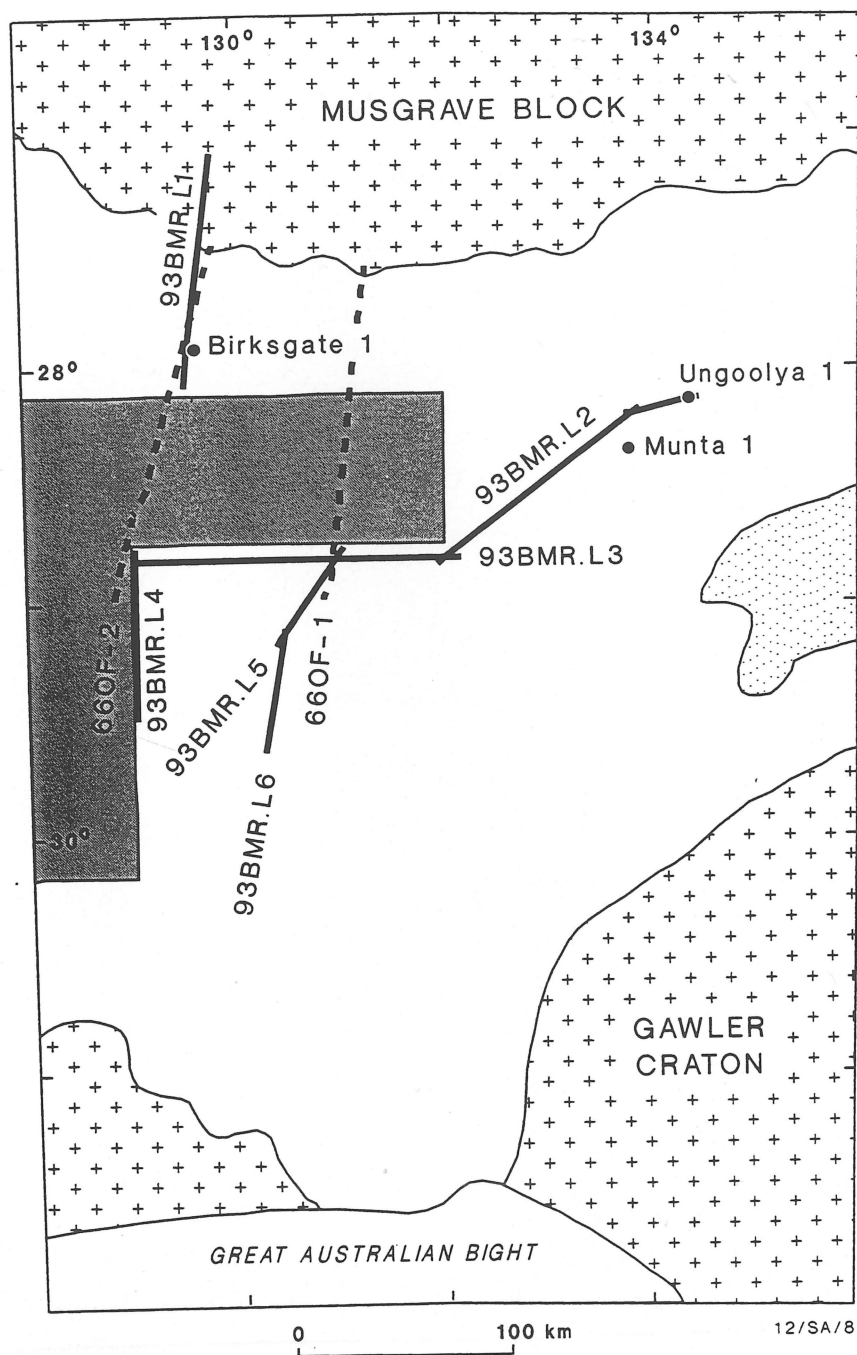 130°
134°
MUSGRAVE BLOCK
93BMR.L1
Birksgate 1
28°
Ungoolya 1
93BMR.L2
Munta 1
93BMR.L3
66OF-2
93BMR.L4
93BMR.L5
66OF-1
93BMR.L6
30°
GAWLER
CRATON
GREAT AUSTRALIAN BIGHT
0
100 km
12/SA/8